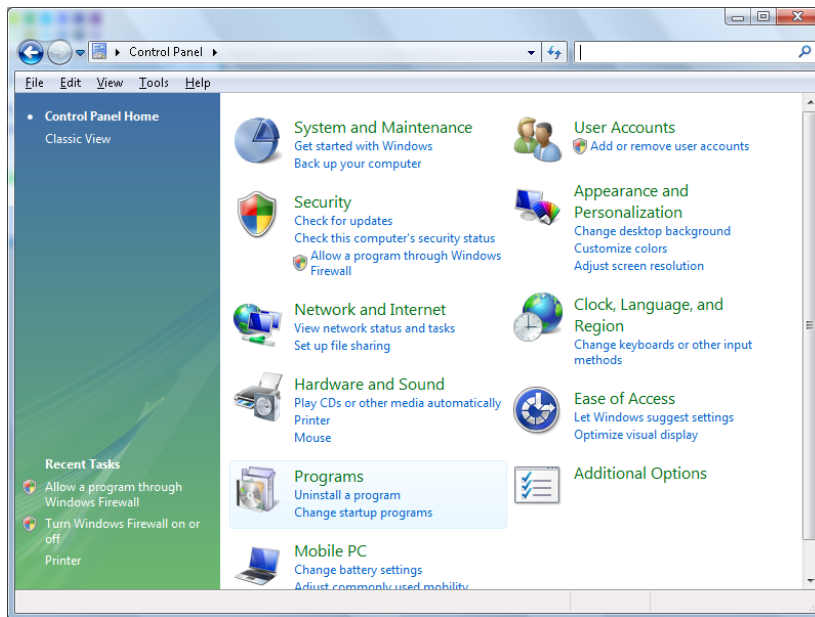 Control Panel
File Edit View Tools Help
Control Panel Home
Classic View
System and Maintenance
Get started with Windows
Back up your computer
Security
Check for updates
Check this computer's security status
Allow a program through Windows
Firewall
Network and Internet
View network status and tasks
Set up file sharing
Hardware and Sound
Play CDs or other media automatically
Printer
Mouse
Programs
Uninstall a program
Change startup programs
Mobile PC
Change battery settings
Adjust commonly used mobility
User Accounts
Add or remove user accounts
Appearance and
Personalization
Change desktop background
Customize colors
Adjust screen resolution
Clock, Language, and
Region
Change keyboards or other input
methods
Ease of Access
Let Windows suggest settings
Optimize visual display
Additional Options
Recent Tasks
Allow a program through
Windows Firewall
Turn Windows Firewall on or
off
Printer